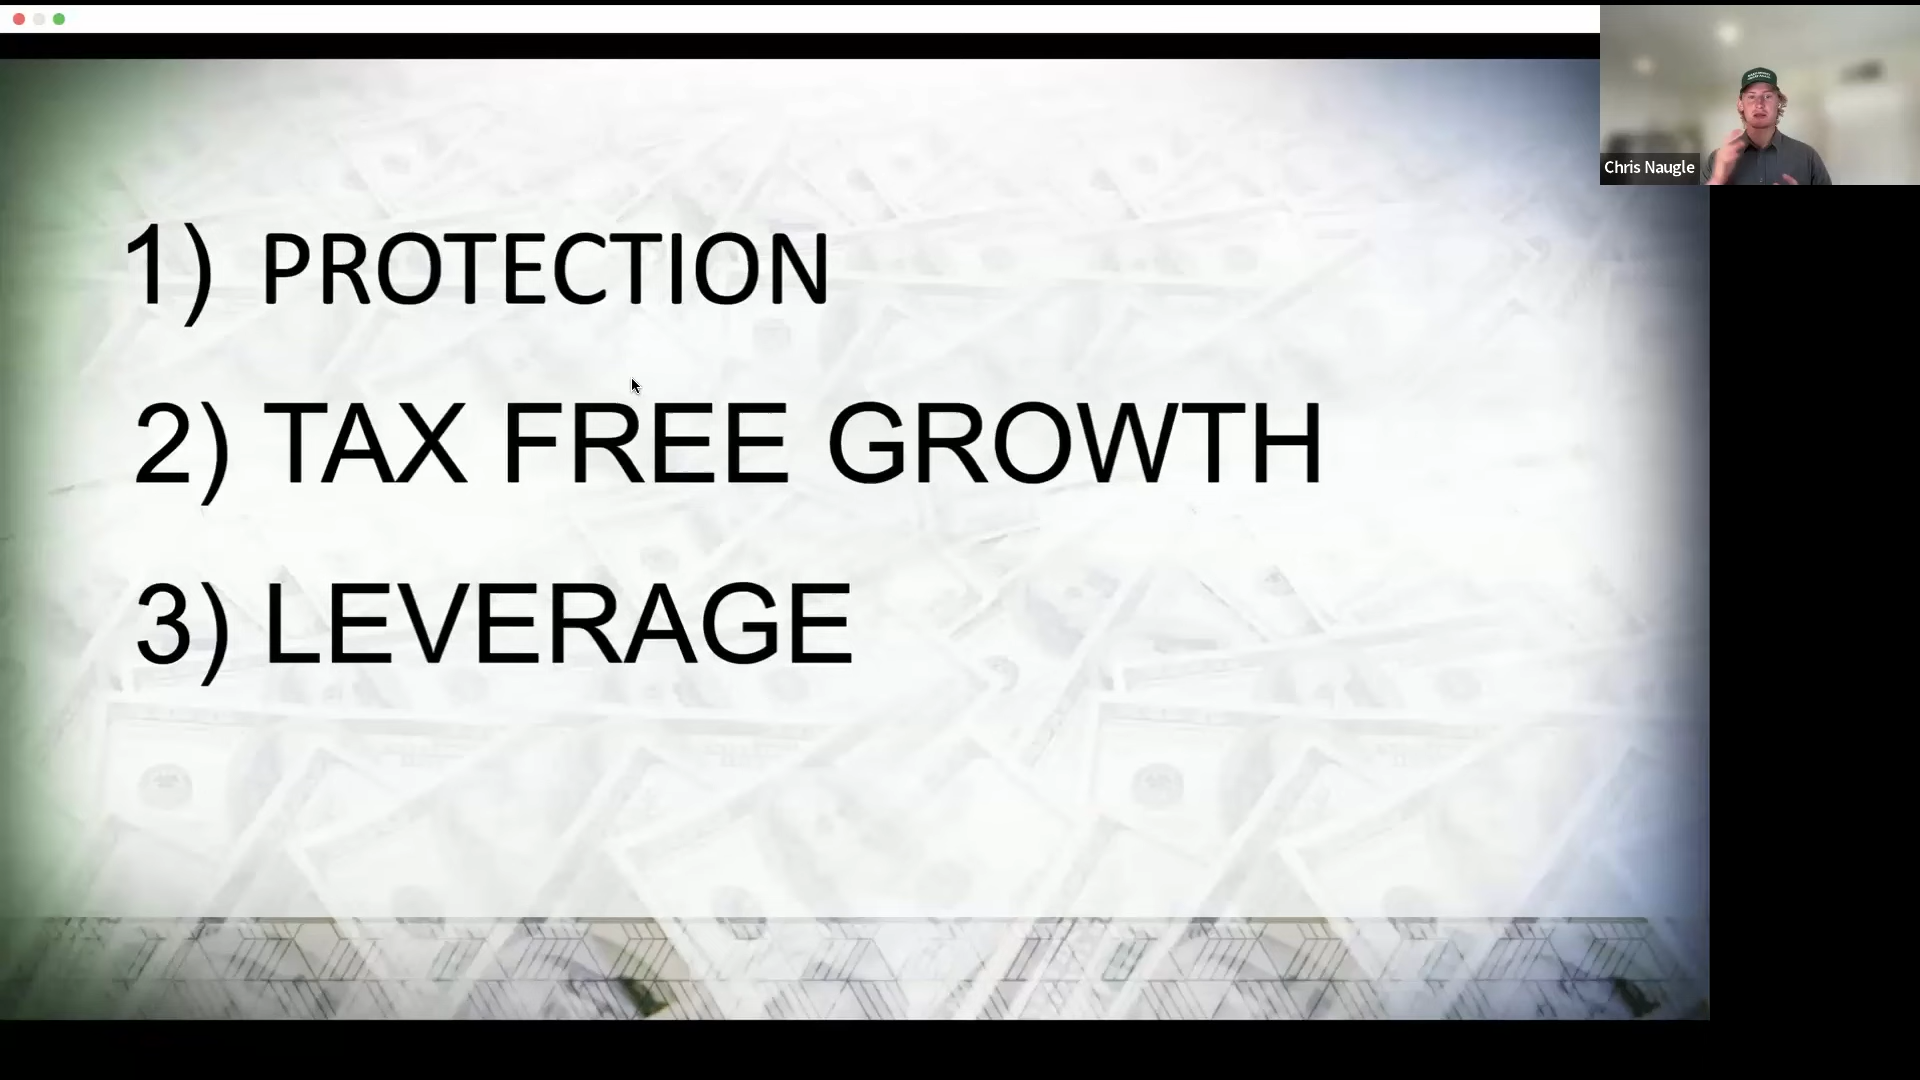 Chris Naugle
1) PROTECTION
2) TAX FREE GROWTH
3) LEVERAGE